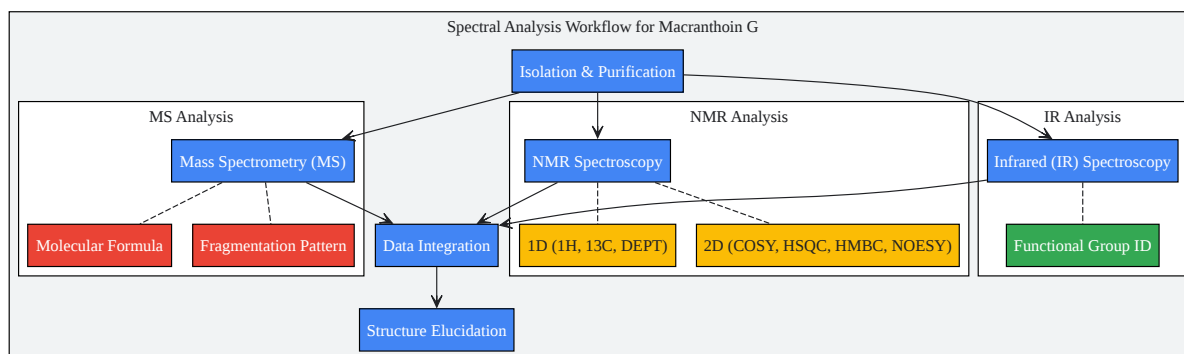 Spectral Analysis Workflow for Macranthoin G
Isolation & Purification
MS Analysis
NMR Analysis
IR Analysis
Mass Spectrometry (MS)
NMR Spectroscopy
Infrared (IR) Spectroscopy
Molecular Formula
Fragmentation Pattern
Data Integration
1D (1H, 13C, DEPT)
2D (COSY, HSQC, HMBC, NOESY)
Functional Group ID
Structure Elucidation